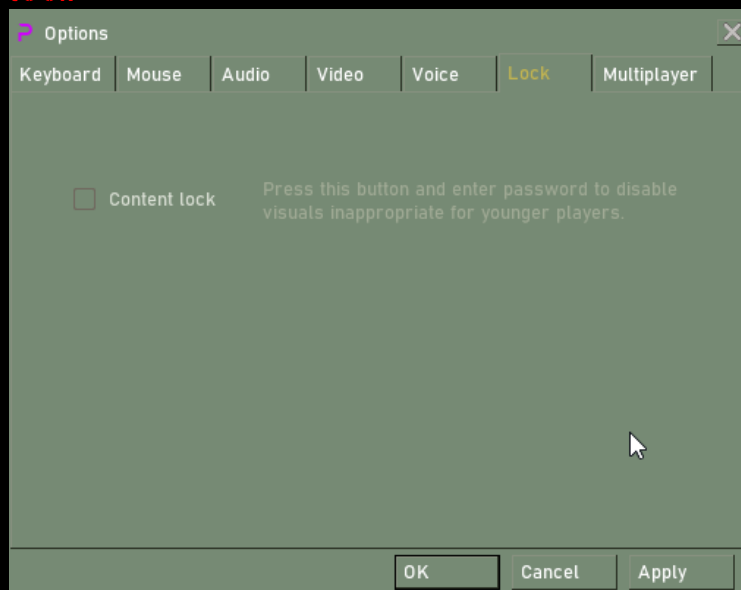 Options
Keyboard Mouse Audio Video Voice Lock Multiplayer
Content lock
Press this button and enter password to disable
visuals inappropriate for younger players.
OK Cancel Apply